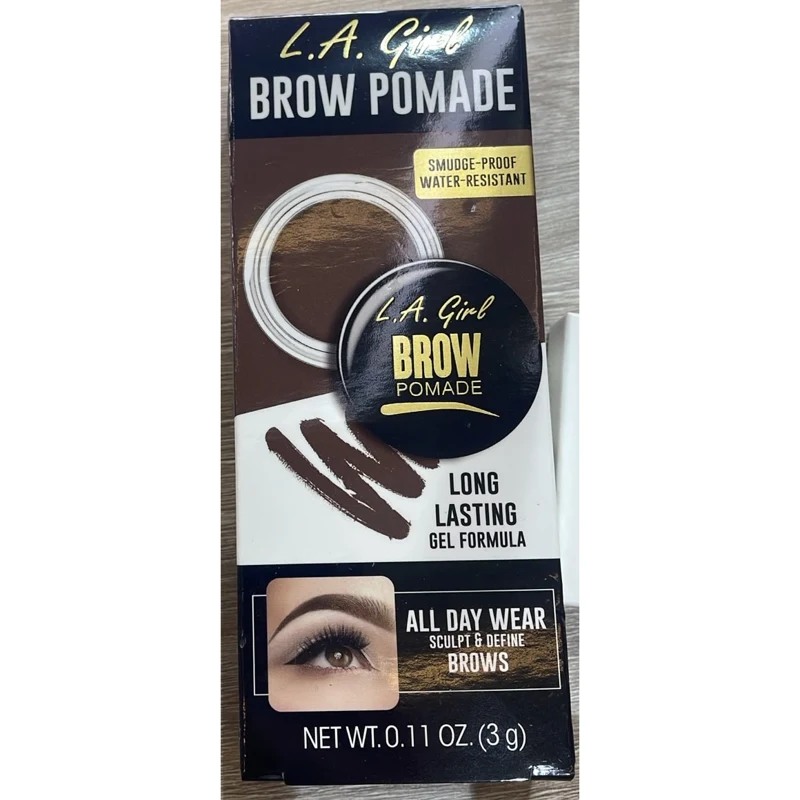 L.A. Girl
BROW POMADE
SMUDGE-PROOF
WATER-RESISTANT
L.A. Girl
BROW
POMADE
LONG
LASTING
GEL FORMULA
ALL DAY WEAR
SCULPT & DEFINE
BROWS
NET WT. 0.11 OZ. (3 g)